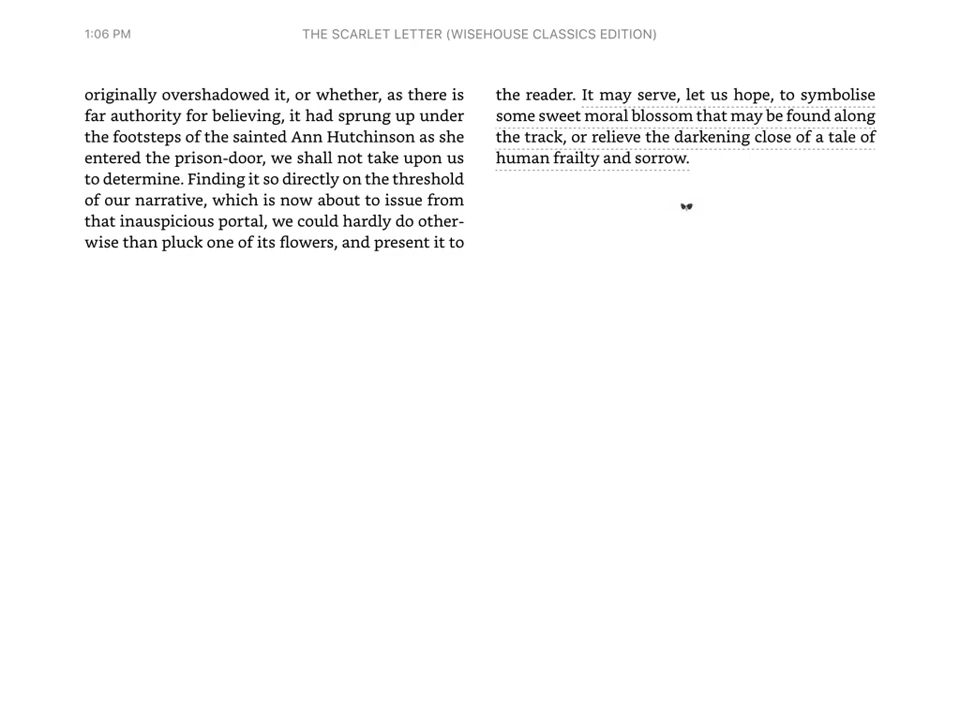 1:06 PM
THE SCARLET LETTER (WISEHOUSE CLASSICS EDITION)
originally overshadowed it, or whether, as there is
far authority for believing, it had sprung up under
the footsteps of the sainted Ann Hutchinson as she
entered the prison-door, we shall not take upon us
to determine. Finding it so directly on the threshold
of our narrative, which is now about to issue from
that inauspicious portal, we could hardly do other-
wise than pluck one of its flowers, and present it to
the reader. It may serve, let us hope, to symbolise
some sweet moral blossom that may be found along
the track, or relieve the darkening close of a tale of
human frailty and sorrow.